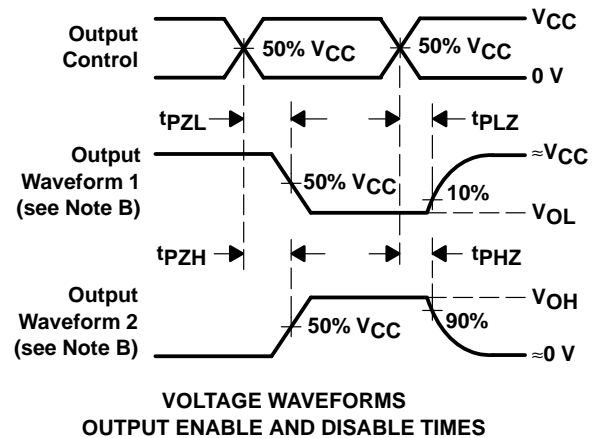 Output
Control
50% VCC
50% VCC
VCC
0 V
tPZL
tPLZ
Output
Waveform 1
(see Note B)
50% VCC
10%
≈VCC
VOL
tPZH
tPHZ
Output
Waveform 2
(see Note B)
50% VCC
90%
VOH
≈0 V
VOLTAGE WAVEFORMS
OUTPUT ENABLE AND DISABLE TIMES